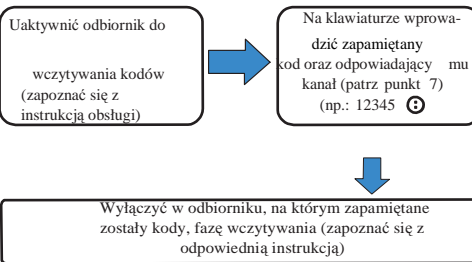 Uaktywnić odbiornik do
wczytywania kodów
(zapoznać się z
instrukcją obsługi)
Na klawiaturze wprowa-
dzić zapamiętany
kod oraz odpowiadający mu
kanał (patrz punkt 7)
(np.: 12345
Wyłączyć w odbiorniku, na którym zapamiętane
zostały kody, fazę wczytywania (zapoznać się z
odpowiednią instrukcją)